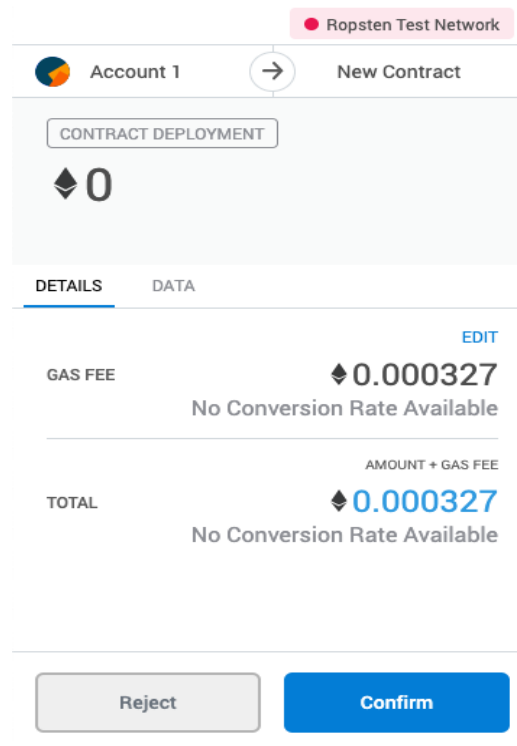 Ropsten Test Network
Account 1
New Contract
CONTRACT DEPLOYMENT
0
DETAILS DATA
EDIT
GAS FEE 0.000327
No Conversion Rate Available
AMOUNT + GAS FEE
TOTAL 0.000327
No Conversion Rate Available
Reject Confirm